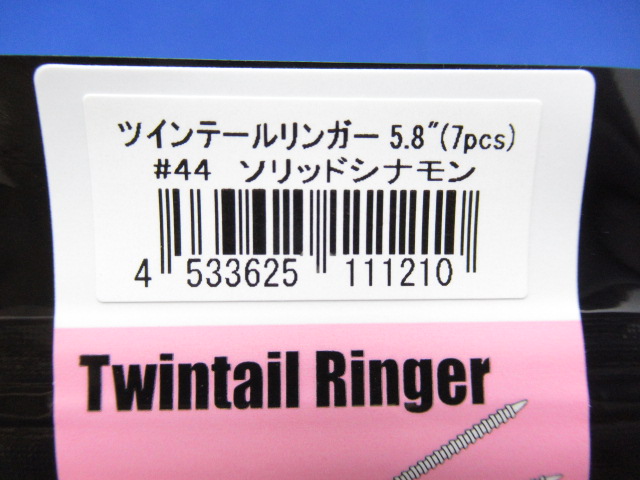 ツインテールリンガー 5.8"(7pcs)
#44 ソリッドシナモン
4 533625 111210
Twintail Ringer